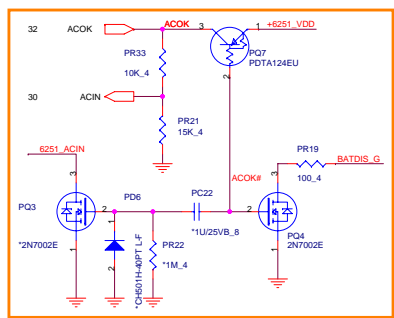 32 ACOK ACOK 3 1 +6251_VDD
PR33 PQ7
10K_4 PDTA124EU
30 ACIN 2
PR21
15K_4
PR19
6251_ACIN BATDIS_G
ACOK# 100_4
3 3
PQ3 PD6 PC22
2 1 2 PQ4
*2N7002E *1U/25VB_8 2N7002E
PR22
1 2 *CH501H-40PT L-F *1M_4 1